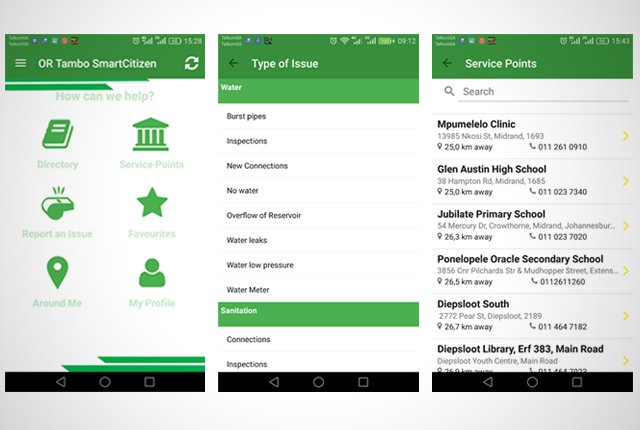 TelkomSA
TelkomSA
15:28
OR Tambo SmartCitizen
How can we help?
Directory
Service Points
Report an Issue
Favourites
Around Me
My Profile
TelkomSA
TelkomSA
09:12
Type of Issue
Water
Burst pipes
Inspections
New Connections
No water
Overflow of Reservoir
Water leaks
Water low pressure
Water Meter
Sanitation
Connections
Inspections
TelkomSA
TelkomSA
15:43
Service Points
Search
Mpumelelo Clinic
13985 Nkosi St, Midrand, 1693
25,0 km away 011 261 0910
Glen Austin High School
38 Hampton Rd, Midrand, 1685
25,0 km away 011 023 7340
Jubilate Primary School
54 Mercury Dr, Crowthorne, Midrand, Johannesbur...
26,3 km away 011 023 7020
Ponelopele Oracle Secondary School
3856 Cnr Pilchards Str & Mudhopper Street, Extens...
26,5 km away 0112611260
Diepsloot South
2772 Pear St, Diepsloot, 2189
26,7 km away 011 464 7182
Diepsloot Library, Erf 383, Main Road
Diepsloot Youth Centre, Main Road